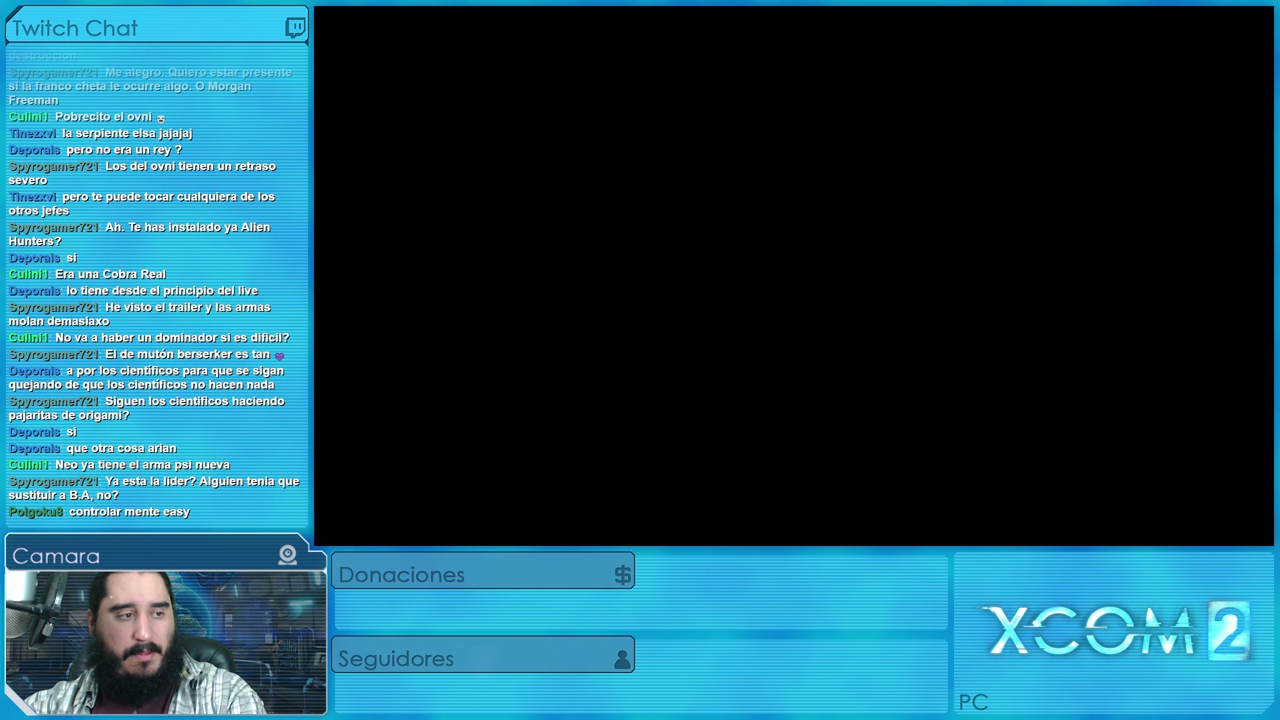 Twitch Chat
destruccion
Spyrogamer721 Me alegro. Quiero estar presente
si la franco cheta le ocurre algo. O Morgan
Freeman
Culini1 Pobrecito el ovni
Tinezxvi la serpiente elsa jajajaj
Deporals pero no era un rey ?
Spyrogamer721 Los del ovni tienen un retraso
severo
Tinezxvi pero te puede tocar cualquiera de los
otros jefes
Spyrogamer721 Ah. Te has instalado ya Alien
Hunters?
Deporals si
Culini1 Era una Cobra Real
Deporals lo tiene desde el principio del live
Spyrogamer721 He visto el trailer y las armas
molan demasiaxo
Culini1 No va a haber un dominador si es dificil?
Spyrogamer721 El de mutón berserker es tan
Deporals a por los científicos para que se sigan
quejando de que los científicos no hacen nada
Spyrogamer721 Siguen los cientificos haciendo
pajaritas de origami?
Deporals si
Deporals que otra cosa arian
Culini1 Neo ya tiene el arma psi nueva
Spyrogamer721 Ya esta la lider? Alguien tenia que
sustituir a B.A, no?
Polgoku8 controlar mente easy
Camara
Donaciones
Seguidores
XCOM 2
PC